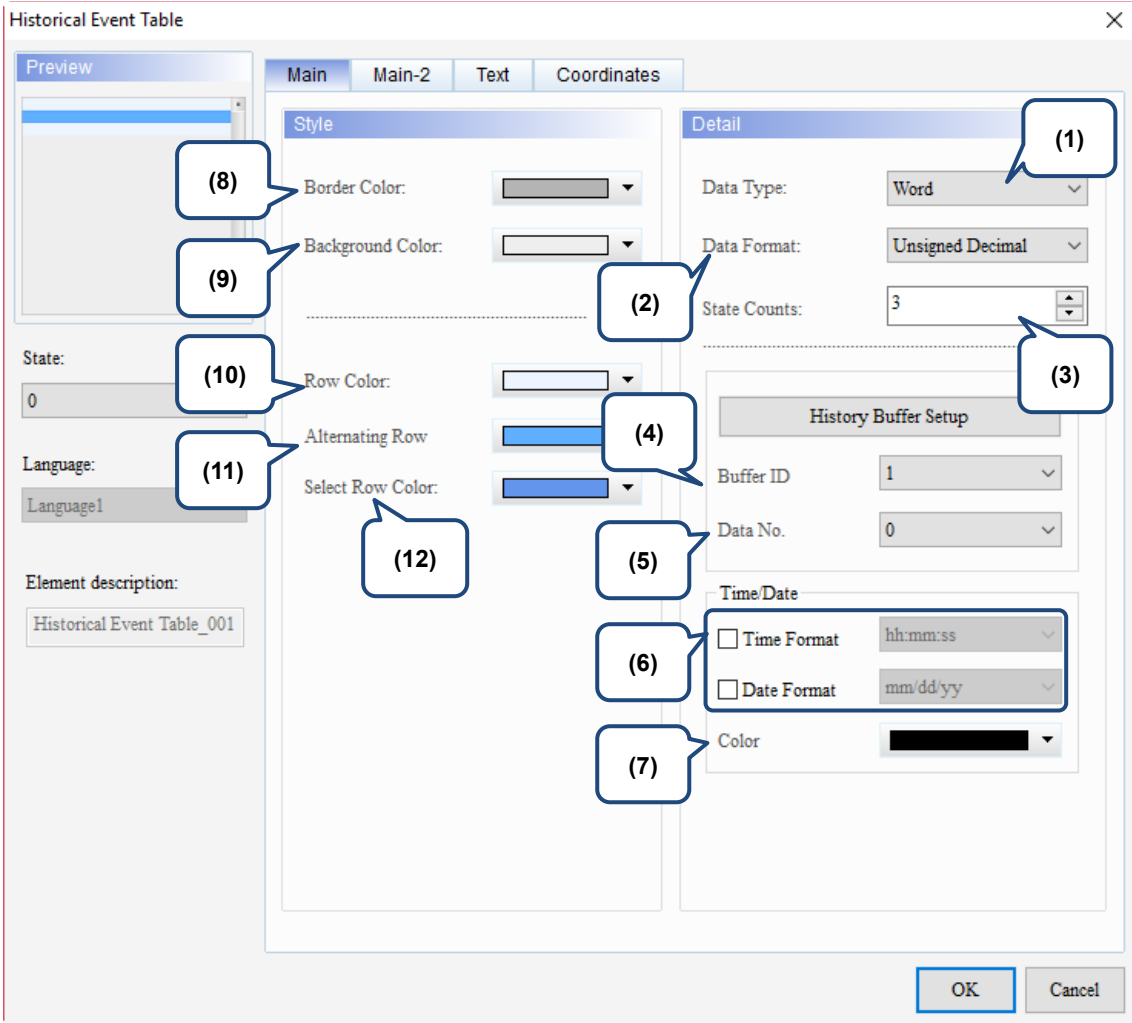 Historical Event Table
Preview
Main
Main-2
Text
Coordinates
Style
Detail
(1)
(8)
Border Color:
Data Type:
Word
(9)
Background Color:
(2)
Data Format:
Unsigned Decimal
State Counts:
3
(3)
State:
0
(10)
Row Color:
(4)
History Buffer Setup
(11)
Alternating Row
Language:
Language1
Buffer ID
1
Select Row Color:
(12)
(5)
Data No.
0
Element description:
Historical Event Table_001
Time/Date
(6)
Time Format
hh:mm:ss
Date Format
mm/dd/yy
(7)
Color
OK
Cancel